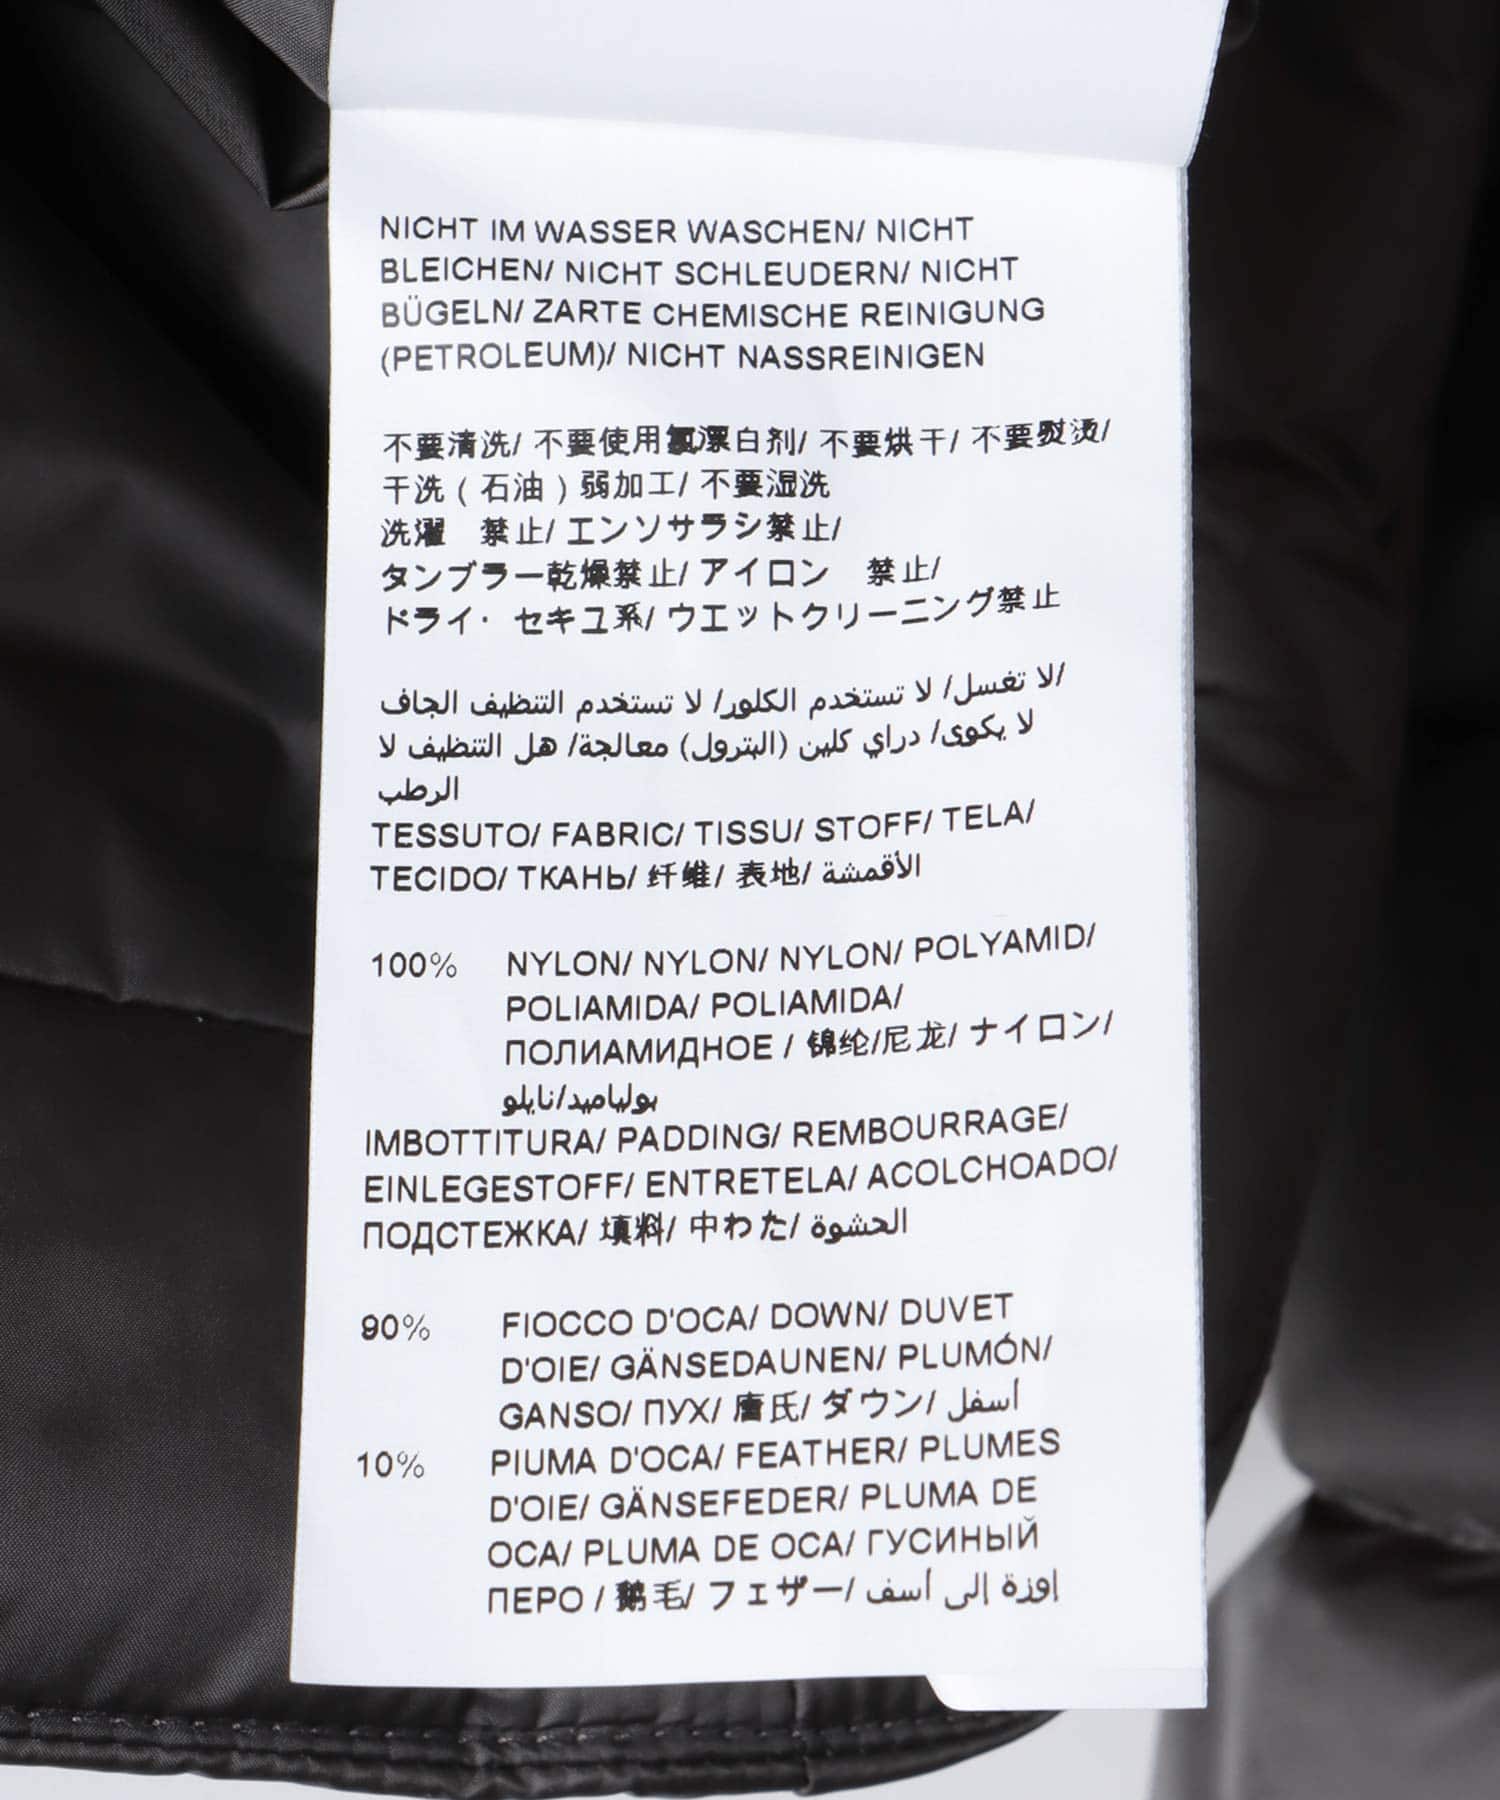 NICHT IM WASSER WASCHEN/ NICHT
BLEICHEN/ NICHT SCHLEUDERN/ NICHT
BÜGELN/ ZARTE CHEMISCHE REINIGUNG
(PETROLEUM)/ NICHT NASSREINIGEN
不要清洗/ 不要使用氯漂白剂/ 不要烘干/ 不要熨烫/
干洗（石油）弱加工/ 不要湿洗
洗濯　禁止/ エンソサラシ禁止/
タンブラー乾燥禁止/ アイロン　禁止/
ドライ・ セキユ系/ ウエットクリーニング禁止
لا تغسل/ لا تستخدم الكلور/ لا تستخدم التنظيف الجاف/
لا يكوى/ دراي كلين (البترول) معالجة/ هل التنظيف لا
الرطب
TESSUTO/ FABRIC/ TISSU/ STOFF/ TELA/
TECIDO/ ТКАНЬ/ 纤维/ 表地/ الأقمشة
100% NYLON/ NYLON/ NYLON/ POLYAMID/
POLIAMIDA/ POLIAMIDA/
ПОЛИАМИДНОЕ / 锦纶/尼龙/ ナイロン/
بولياميد/نايلو
IMBOTTITURA/ PADDING/ REMBOURRAGE/
EINLEGESTOFF/ ENTRETELA/ ACOLCHOADO/
ПОДСТЕЖКА/ 填料/ 中わた/ الحشوة
90% FIOCCO D'OCA/ DOWN/ DUVET
D'OIE/ GÄNSEDAUNEN/ PLUMÓN/
GANSO/ ПУХ/ 唐氏/ ダウン/ أسفل
10% PIUMA D'OCA/ FEATHER/ PLUMES
D'OIE/ GÄNSEFEDER/ PLUMA DE
OCA/ PLUMA DE OCA/ ГУСИНЫЙ
ПЕРО / 鹅毛/ フェザー/ إوزة إلى أسف